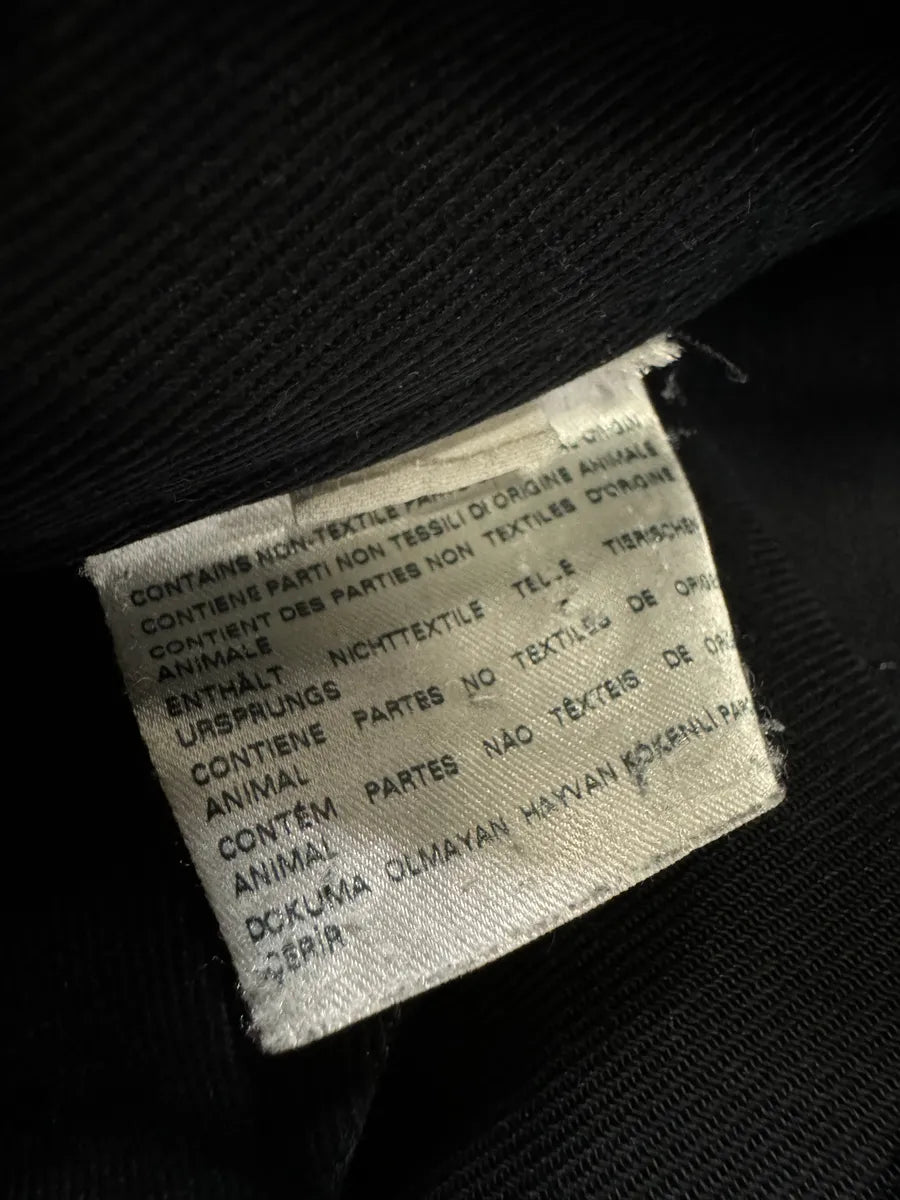 CONTAINS NON-TEXTILE
CONTIENE PARTI NON TESSILI DI ORIGINE ANIMALE
CONTIENT DES PARTIES NON TEXTILES D'ORIGINE
ANIMALE
ENTHÄLT NICHTTEXTILE TEILE TIERISCHEN
URSPRUNGS
CONTIENE PARTES NO TEXTILES DE
ANIMAL
CONTÉM PARTES NÃO TÊXTEIS DE
ANIMAL
DOKUMA OLMAYAN HAYVAN KÖKENLİ
İÇERİR